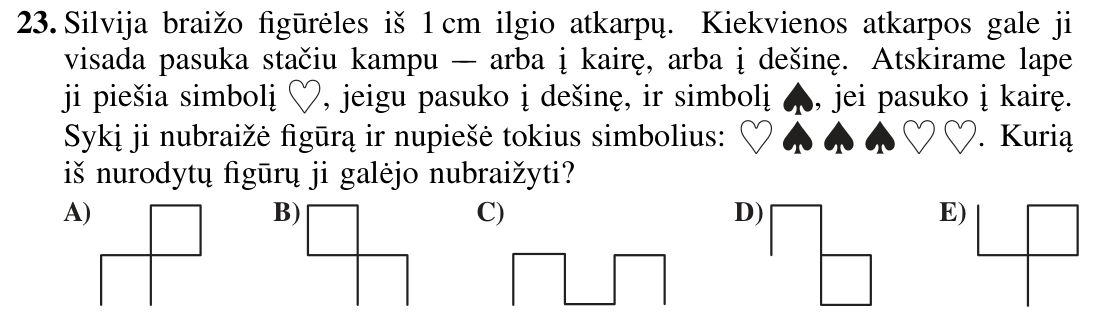 23. Silvija braižo figūrėles iš 1 cm ilgio atkarpų. Kiekvienos atkarpos gale ji
visada pasuka stačiu kampu — arba į kairę, arba į dešinę. Atskirame lape
ji piešia simbolį ♡, jeigu pasuko į dešinę, ir simbolį ♠, jei pasuko į kairę.
Sykį ji nubraižė figūrą ir nupiešė tokius simbolius: ♡♠♠♠♡♡. Kurią
iš nurodytų figūrų ji galėjo nubraižyti?
A) B) C) D) E)